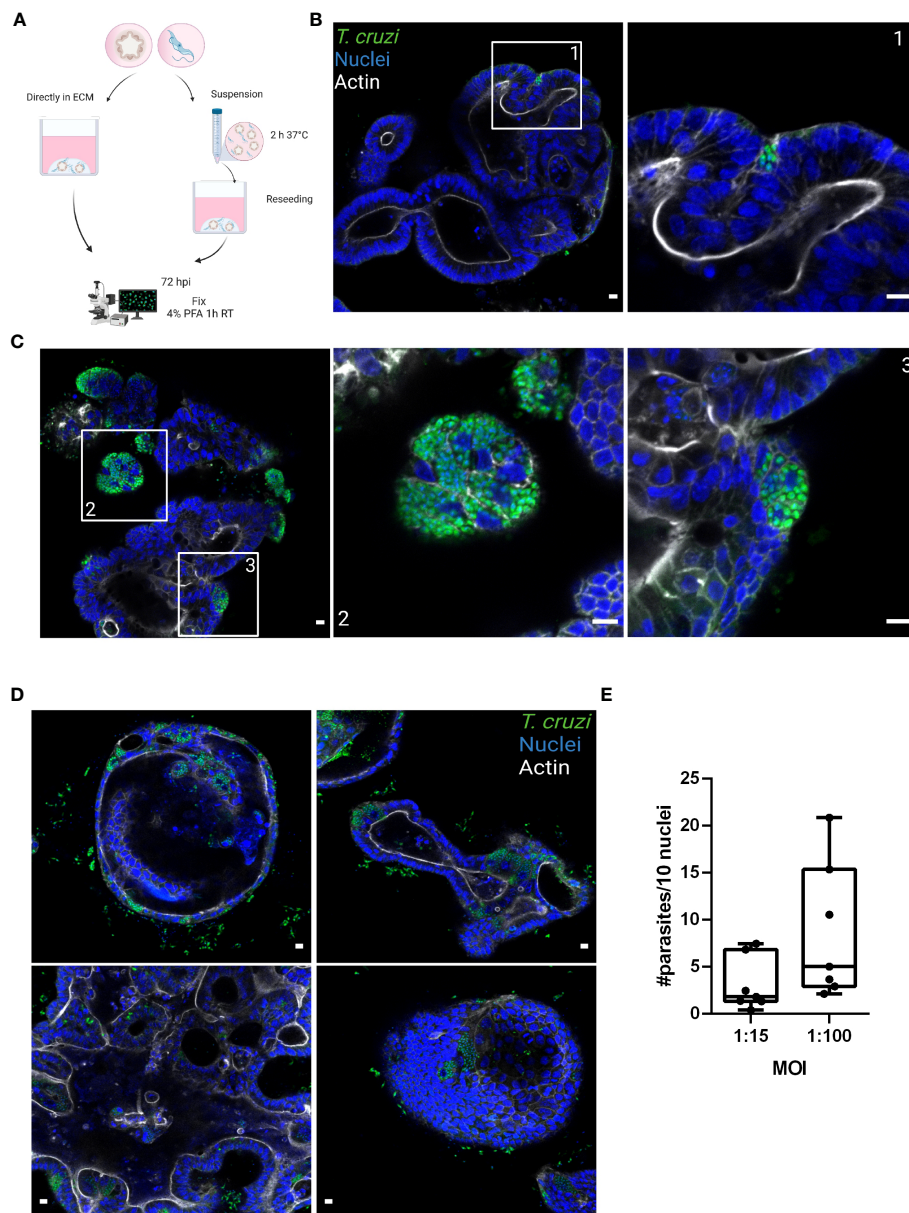 A
Directly in ECM
Suspension
2 h 37°C
Reseeding
72 hpi
Fix
4% PFA 1h RT
B
T. cruzi
Nuclei
Actin
1
1
C
2
3
2
3
D
T. cruzi
Nuclei
Actin
E
#parasites/10 nuclei
25
20
15
10
5
0
1:15
1:100
MOI